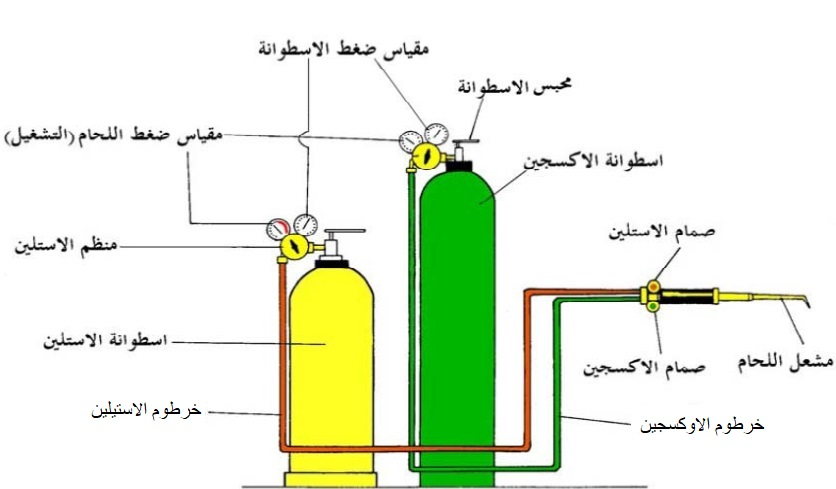 مقياس ضغط الاسطوانة
محبس الاسطوانة
مقياس ضغط اللحام (التشغيل)
اسطوانة الاكسجين
صمام الاستلين
منظم الاستلين
اسطوانة الاستلين
صمام الاكسجين
مشعل اللحام
خرطوم الاستيلين
خرطوم الاوكسجين